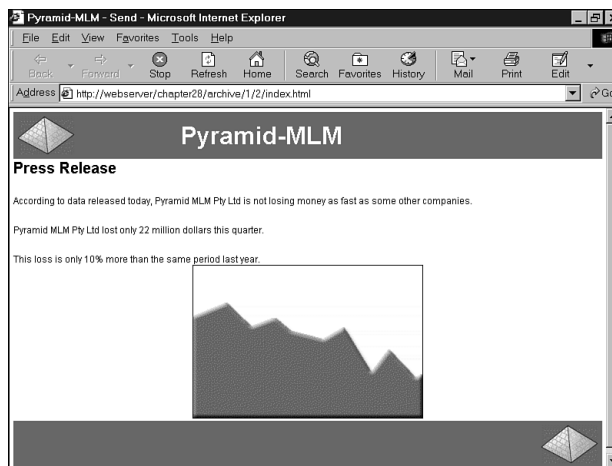 Pyramid-MLM - Send - Microsoft Internet Explorer
File Edit View Favorites Tools Help
Back Forward Stop Refresh Home Search Favorites History Mail Print Edit
Address http://webserver/chapter28/archive/1/2/index.html Go
Pyramid-MLM
Press Release
According to data released today, Pyramid MLM Pty Ltd is not losing money as fast as some other companies.
Pyramid MLM Pty Ltd lost only 22 million dollars this quarter.
This loss is only 10% more than the same period last year.